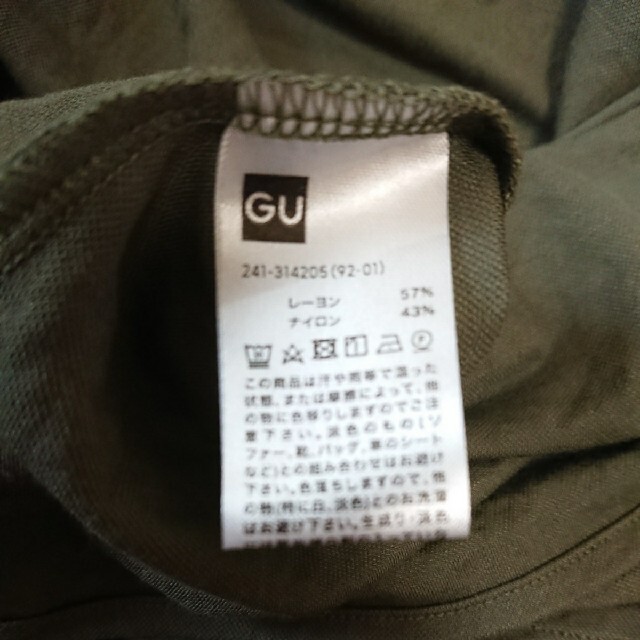 GU
241-314205(92-01)
レーヨン 57%
ナイロン 43%
この商品は汗や雨等で湿った
状態、または摩擦によって、他
の物に色移りしますのでご注
意下さい。淡色のもの(ソ
ファー、靴、バッグ、車のシート
など)との組み合わせはお避け
下さい。色落ちしますので、他
物、特に、白、淡色とのお洗濯
はお避け下さい。生成り・淡色